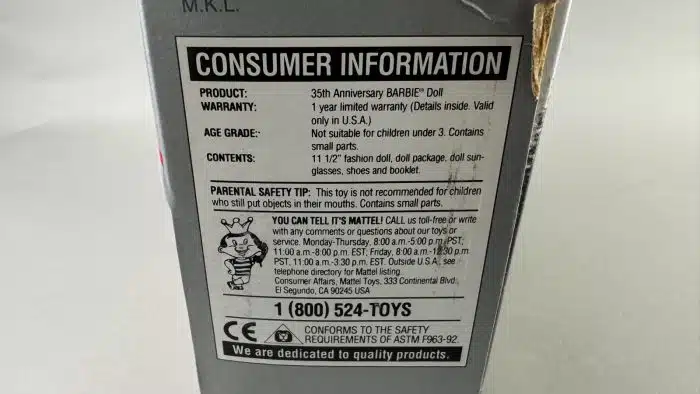 M.K.L.
CONSUMER INFORMATION
PRODUCT: 35th Anniversary BARBIE® Doll
WARRANTY: 1 year limited warranty (Details inside. Valid
only in U.S.A.)
AGE GRADE: Not suitable for children under 3. Contains
small parts.
CONTENTS: 11 1/2" fashion doll, doll package, doll sun-
glasses, shoes and booklet.
PARENTAL SAFETY TIP: This toy is not recommended for children
who still put objects in their mouths. Contains small parts.
YOU CAN TELL IT'S MATTEL! CALL us toll-free or write
with any comments or questions about our toys or
service. Monday-Thursday, 8:00 a.m.-5:00 p.m. PST;
11:00 a.m.-8:00 p.m. EST; Friday, 8:00 a.m.-12:30 p.m.
PST, 11:00 a.m.-3:30 p.m. EST. Outside U.S.A., see
telephone directory for Mattel listing.
Consumer Affairs, Mattel Toys, 333 Continental Blvd.,
El Segundo, CA 90245 USA
1 (800) 524-TOYS
CE CONFORMS TO THE SAFETY
REQUIREMENTS OF ASTM F963-92.
We are dedicated to quality products.